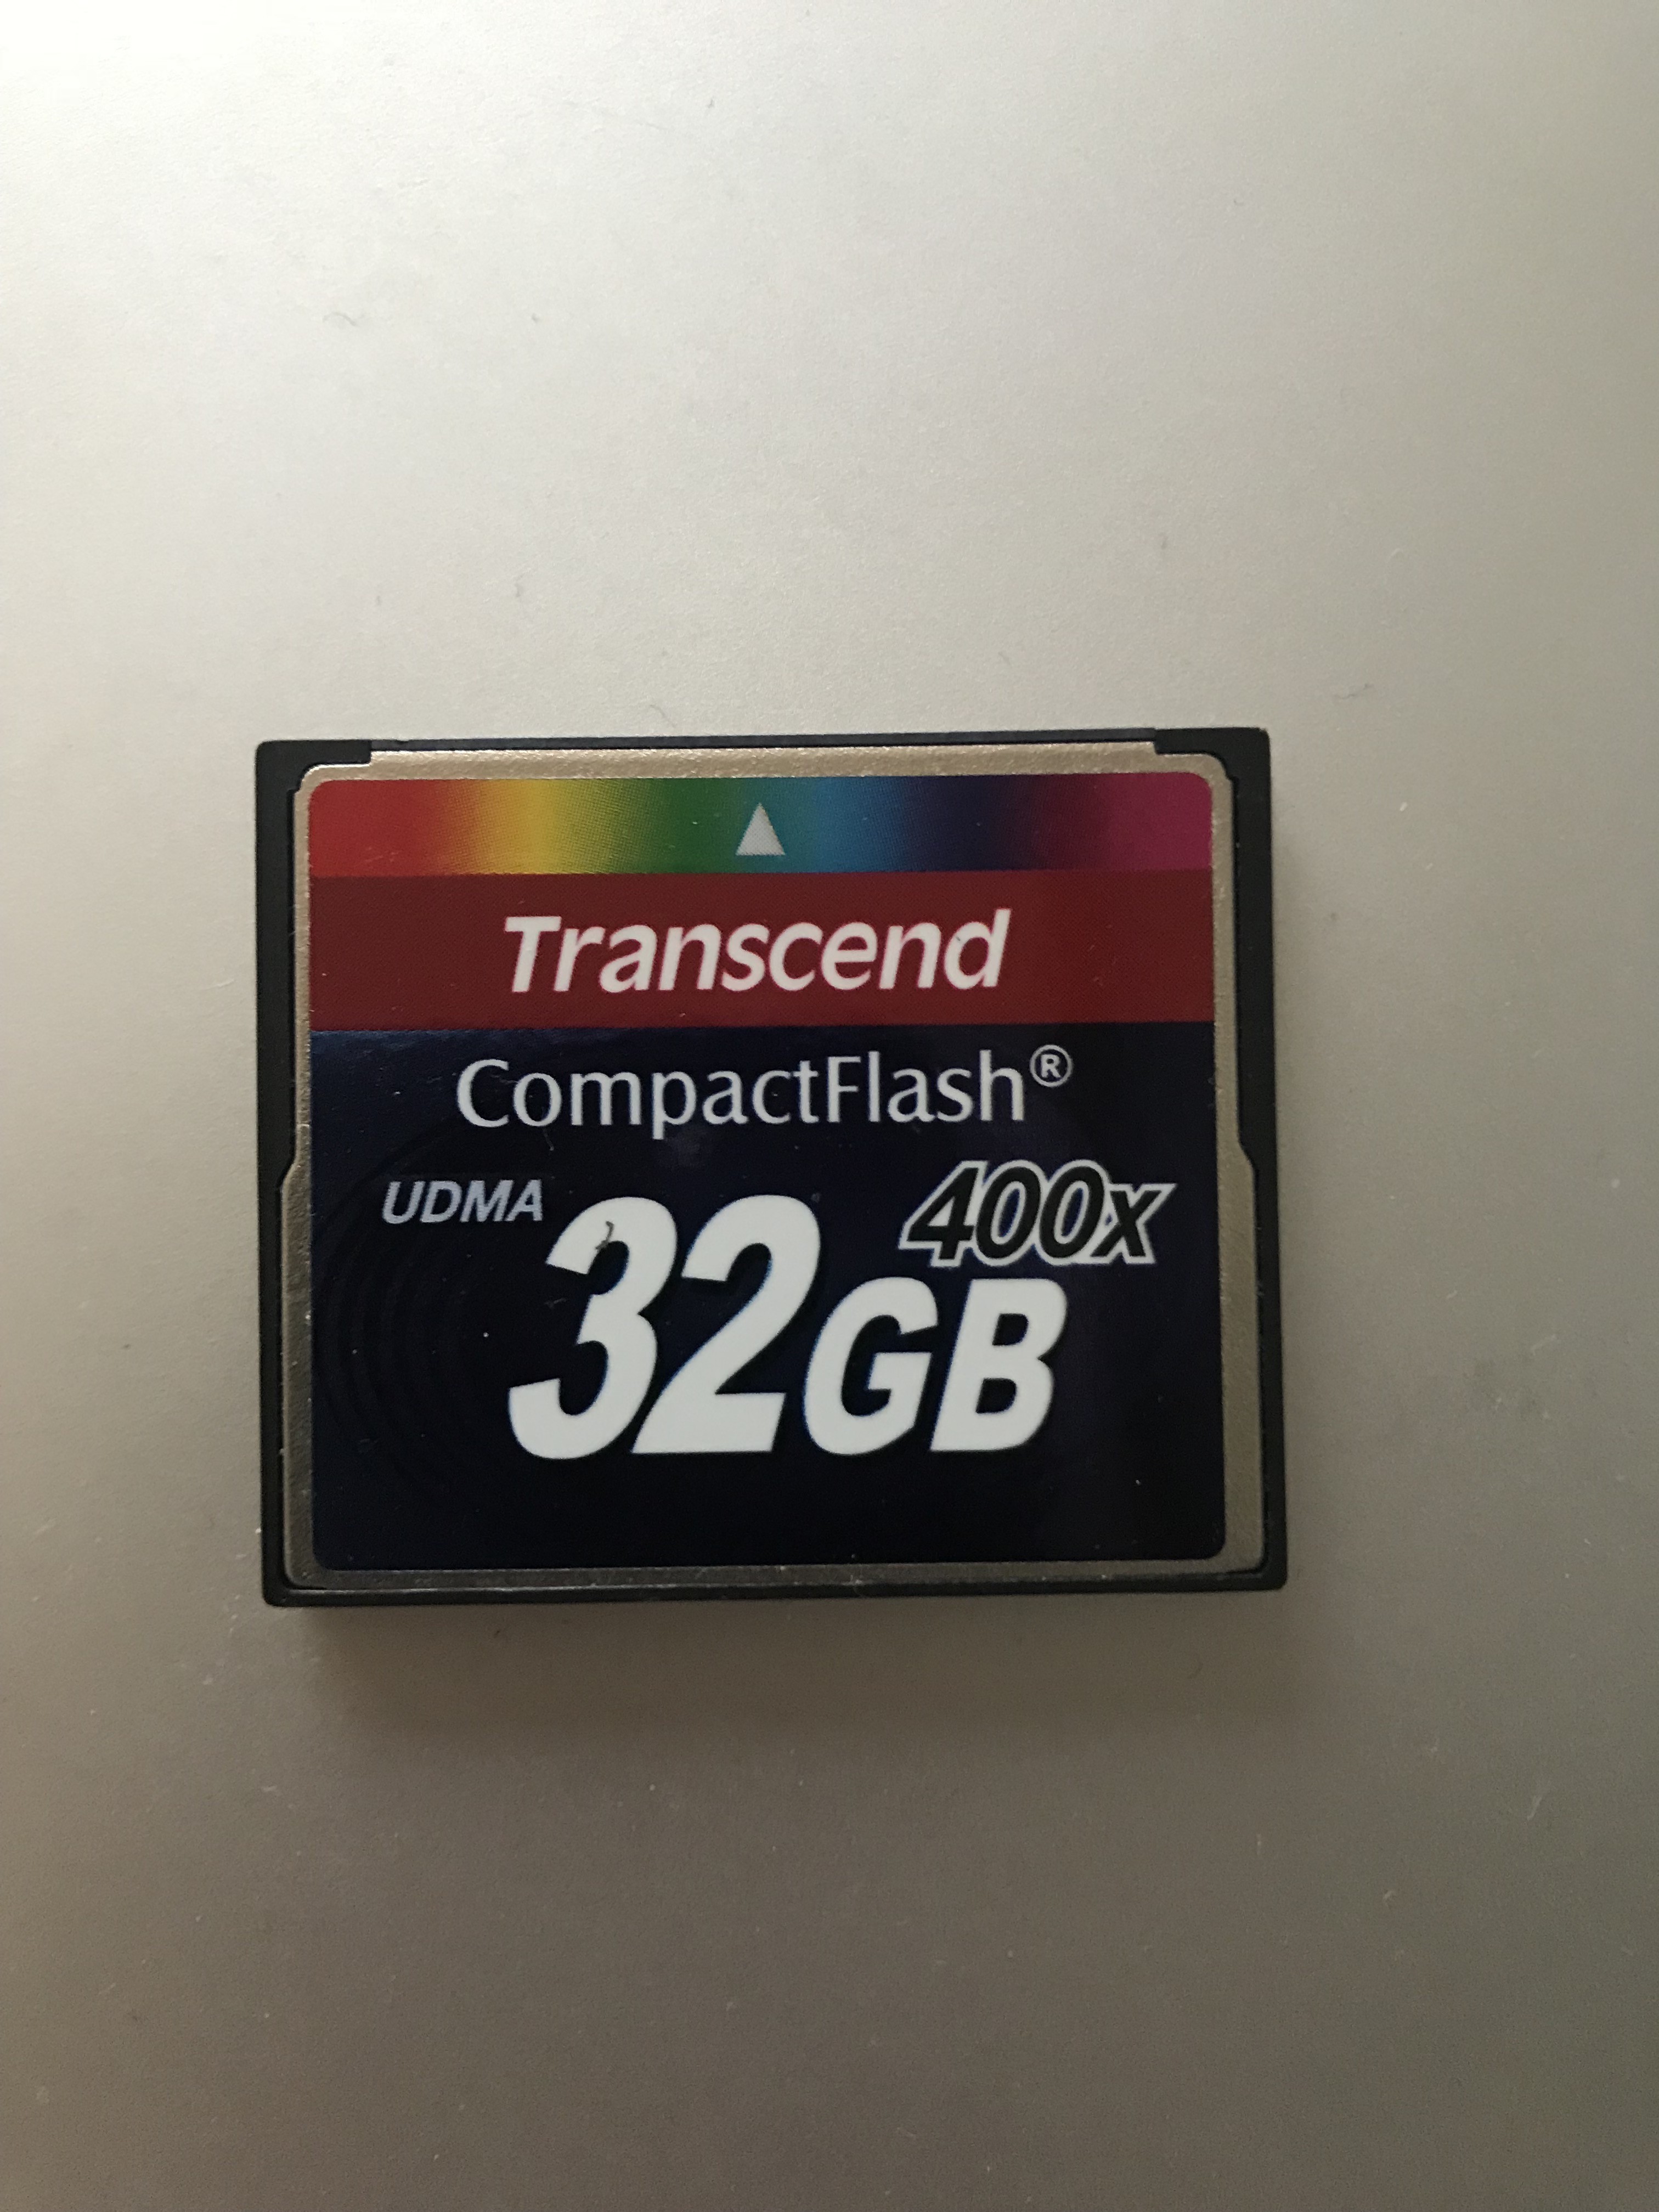 Transcend
CompactFlash®
UDMA
400x
32GB